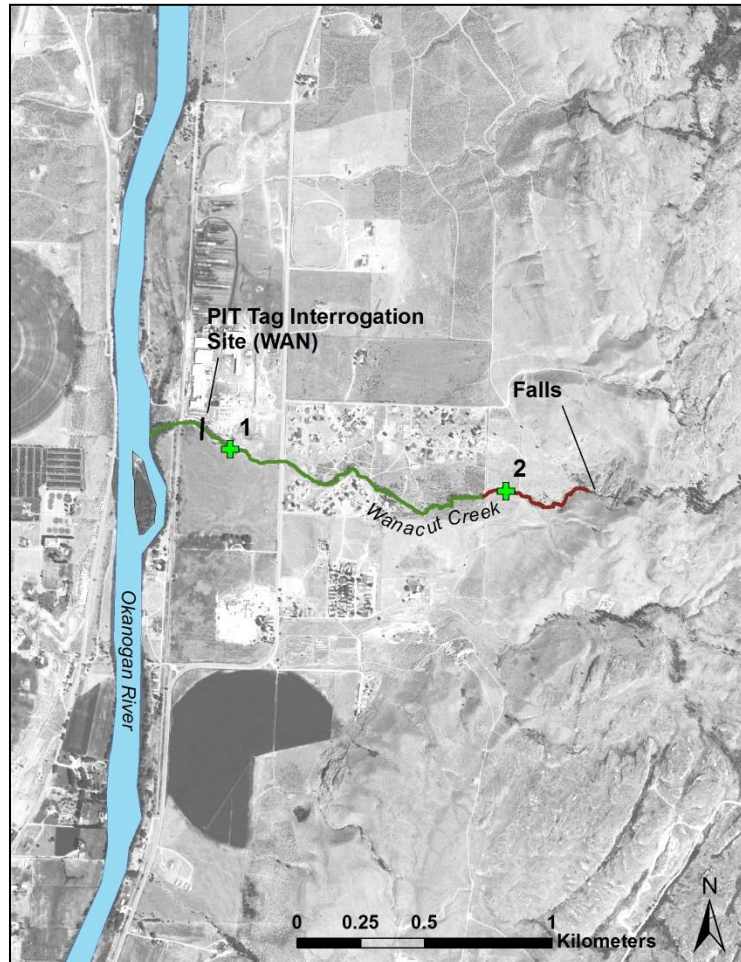 PIT Tag Interrogation
Site (WAN)
1
Falls
2
Wanacut Creek
Okanogan River
N
0 0.25 0.5 1
Kilometers